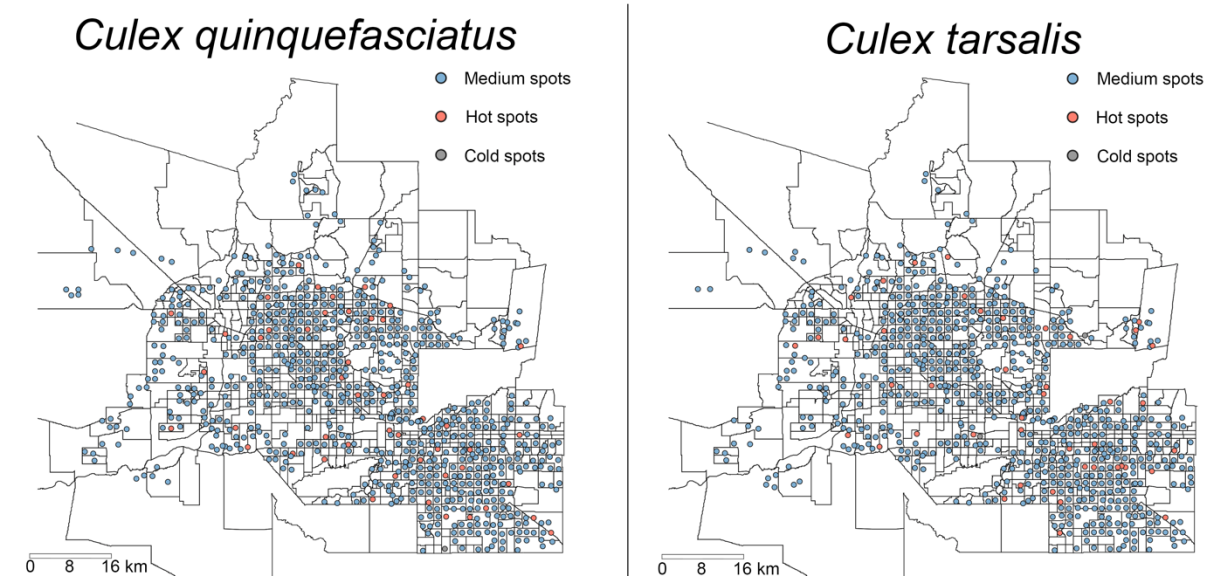 Culex quinquefasciatus
Medium spots
Hot spots
Cold spots
0 8 16 km
Culex tarsalis
Medium spots
Hot spots
Cold spots
0 8 16 km